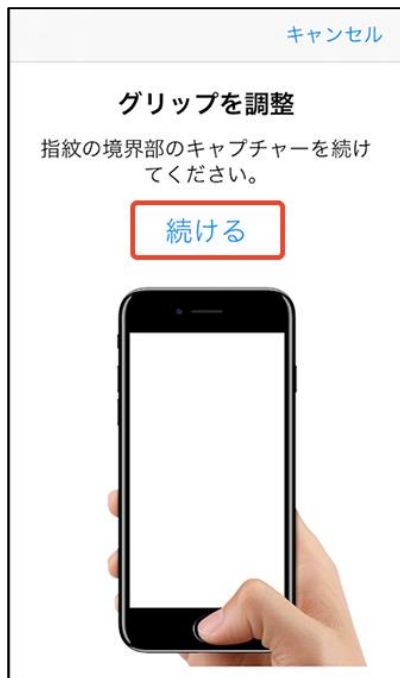 キャンセル
グリップを調整
指紋の境界部のキャプチャーを続け
てください。
続ける